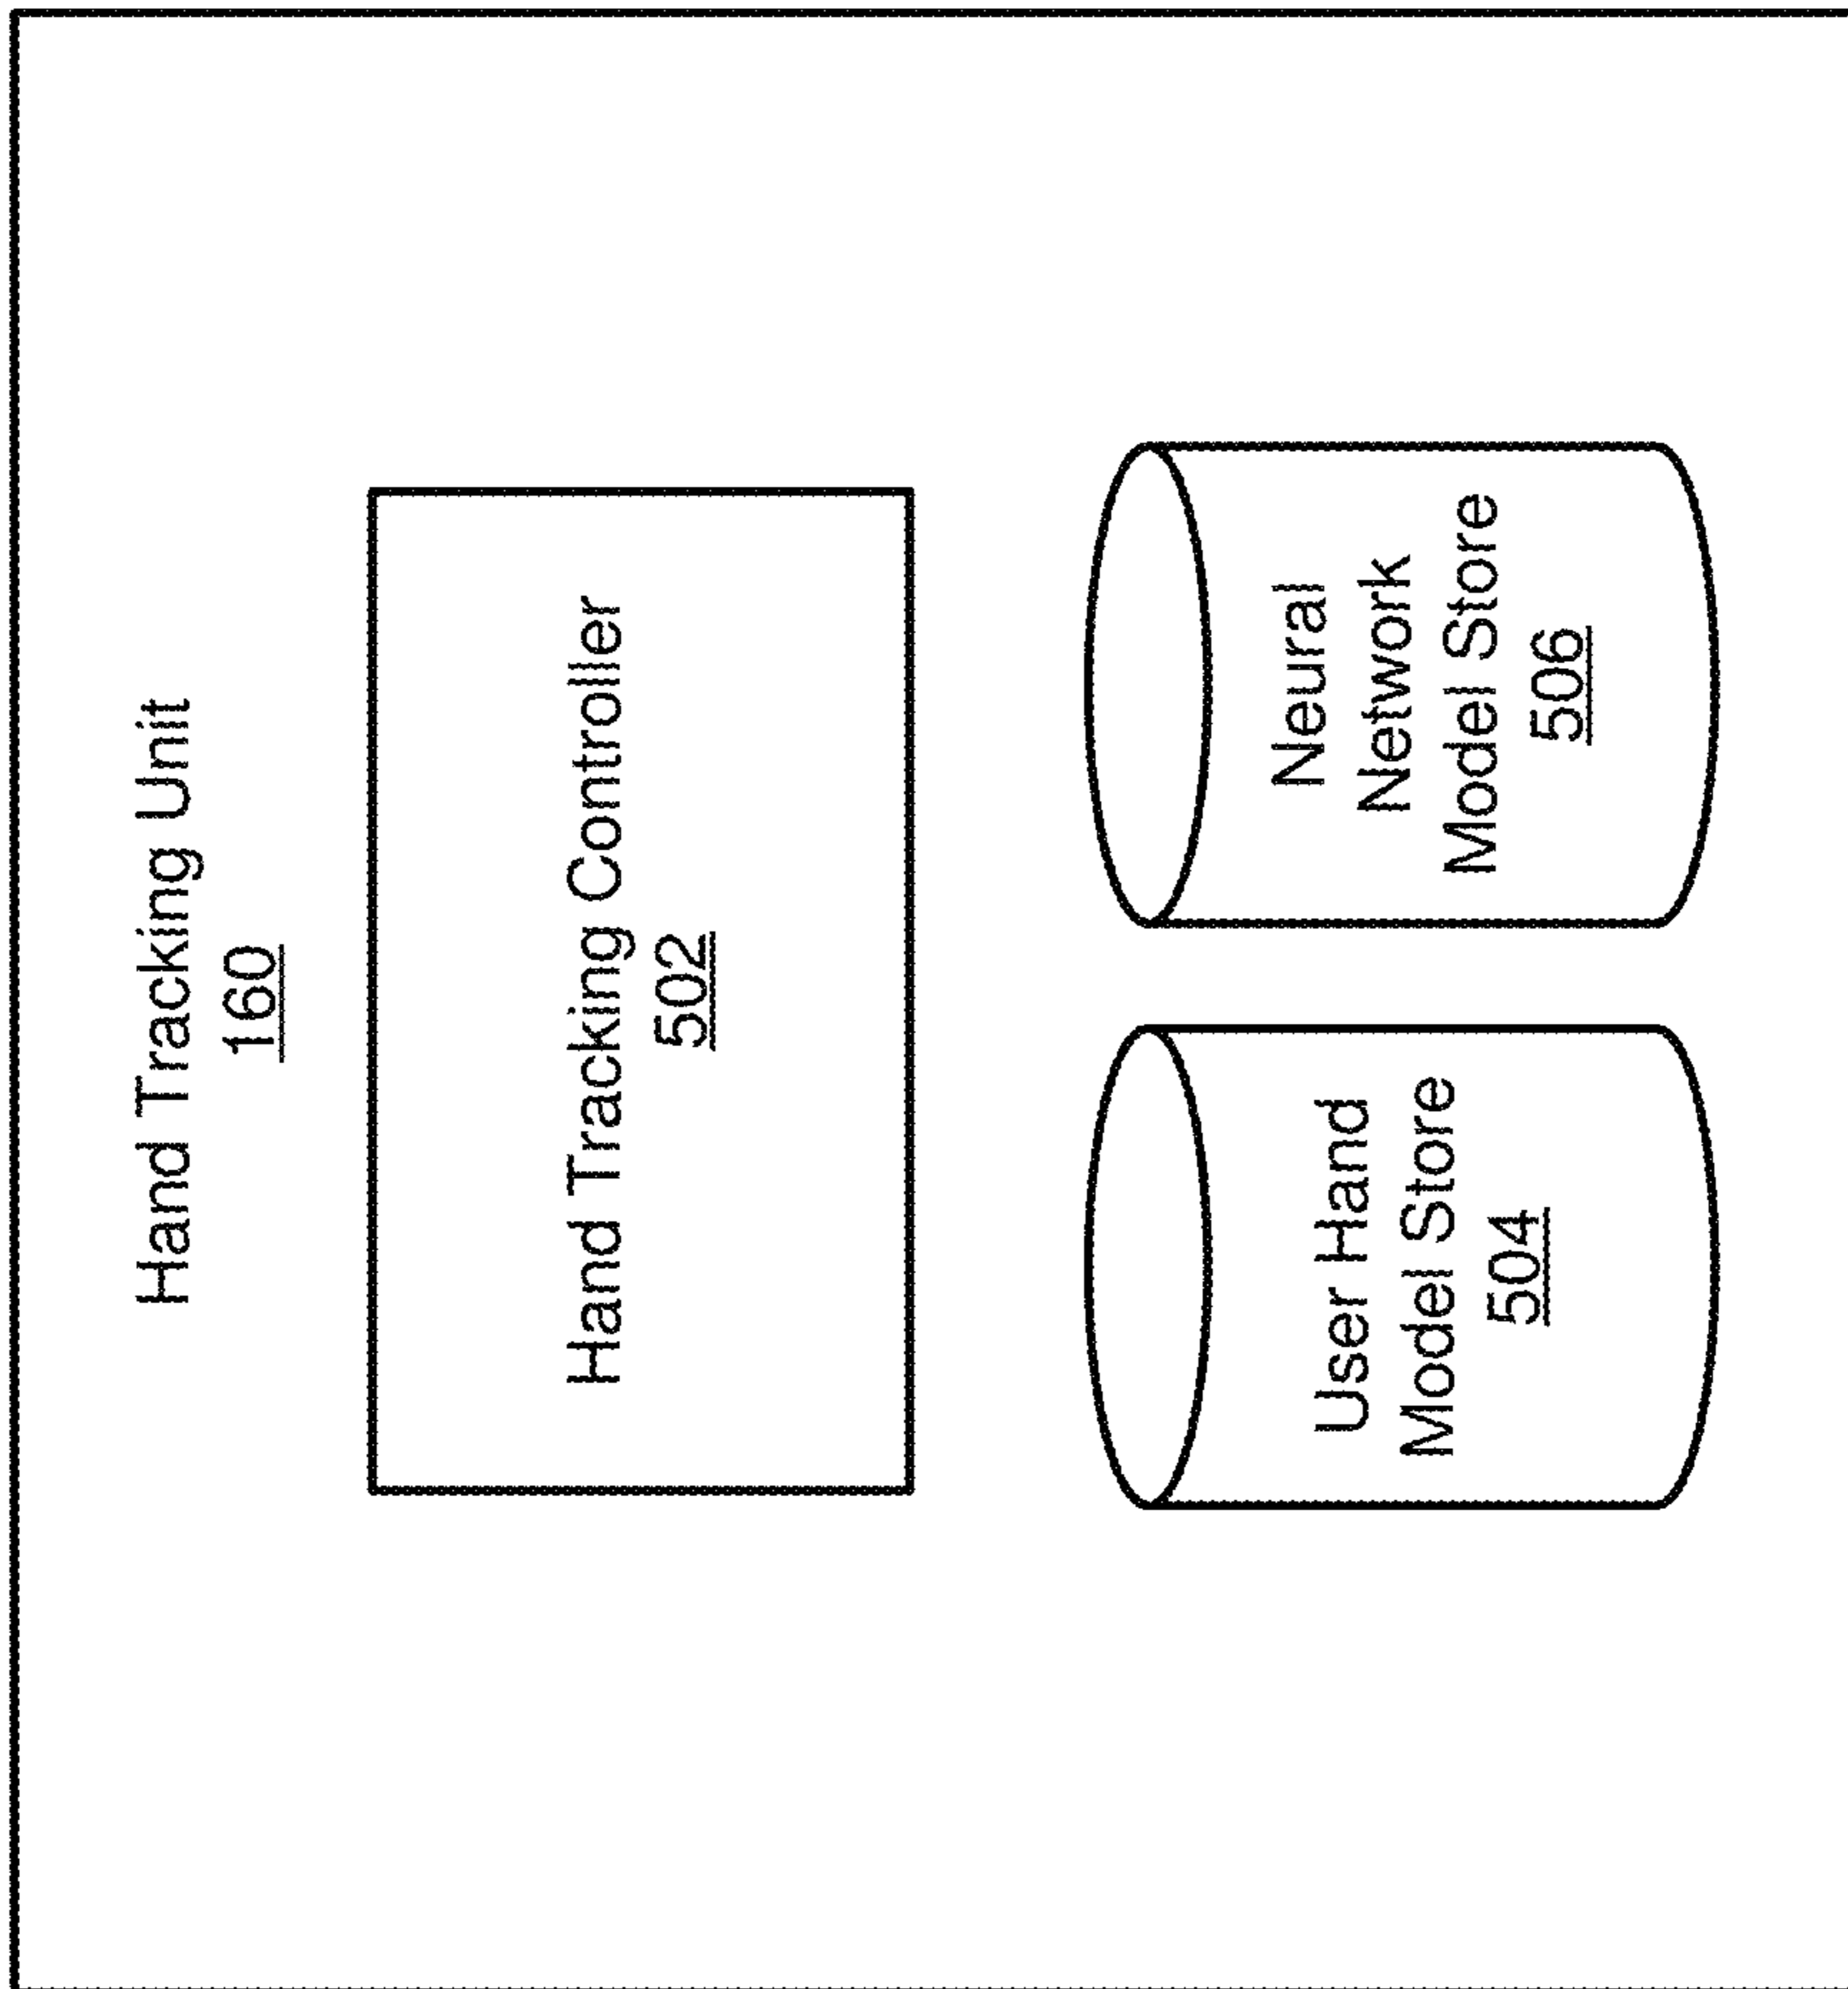 Hand Tracking Unit
160
Hand Tracking Controller
502
User Hand
Model Store
504
Neural
Network
Model Store
506